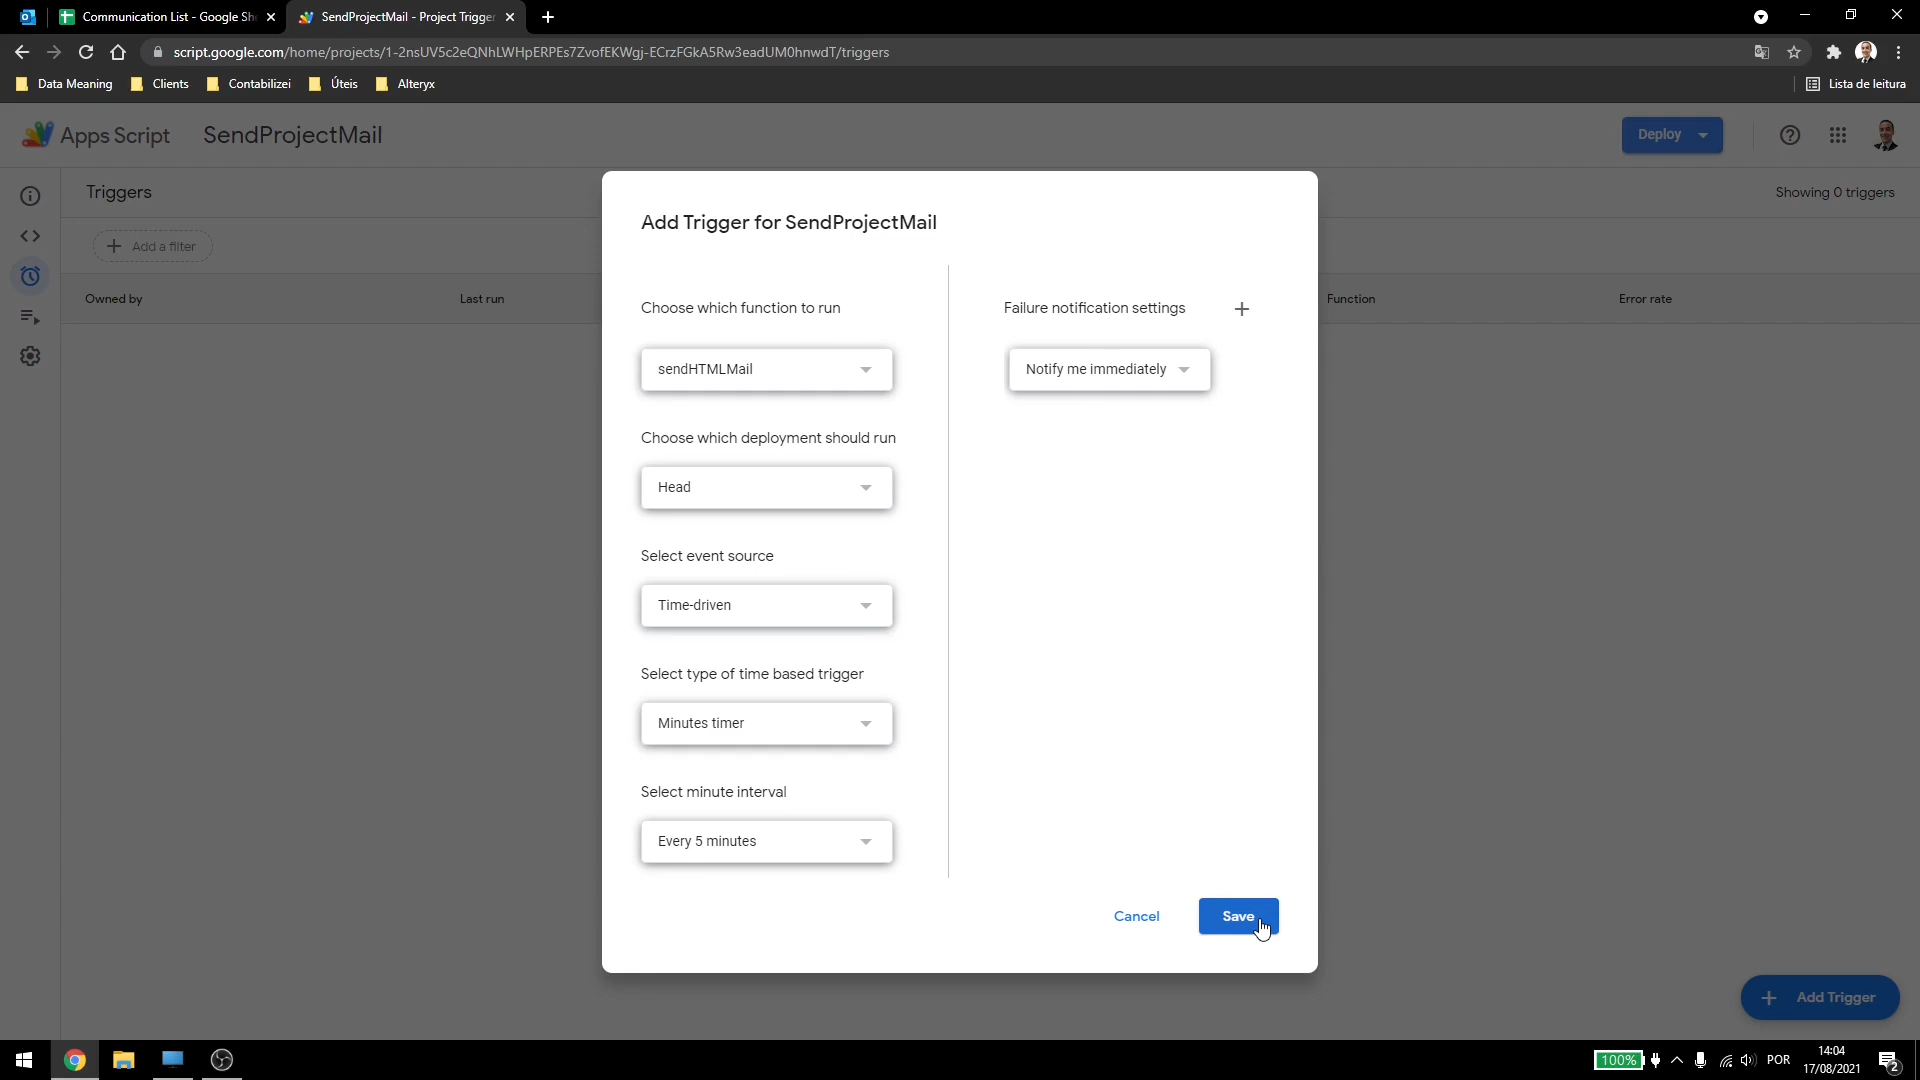 Communication List - Google She
SendProjectMail - Project Trigger
script.google.com/home/projects/1-2nsUV5c2eQNhLWHpERPEs7ZvofEKWgj-ECrzFGkA5Rw3eadUM0hnwdT/triggers
Data Meaning
Clients
Contabilizei
Úteis
Alteryx
Lista de leitura
Apps Script
SendProjectMail
Deploy
Triggers
Showing 0 triggers
Add a filter
Owned by
Last run
Function
Error rate
Add Trigger for SendProjectMail
Choose which function to run
sendHTMLMail
Choose which deployment should run
Head
Select event source
Time-driven
Select type of time based trigger
Minutes timer
Select minute interval
Every 5 minutes
Failure notification settings
Notify me immediately
Cancel
Save
Add Trigger
100%
POR
14:04
17/08/2021
2